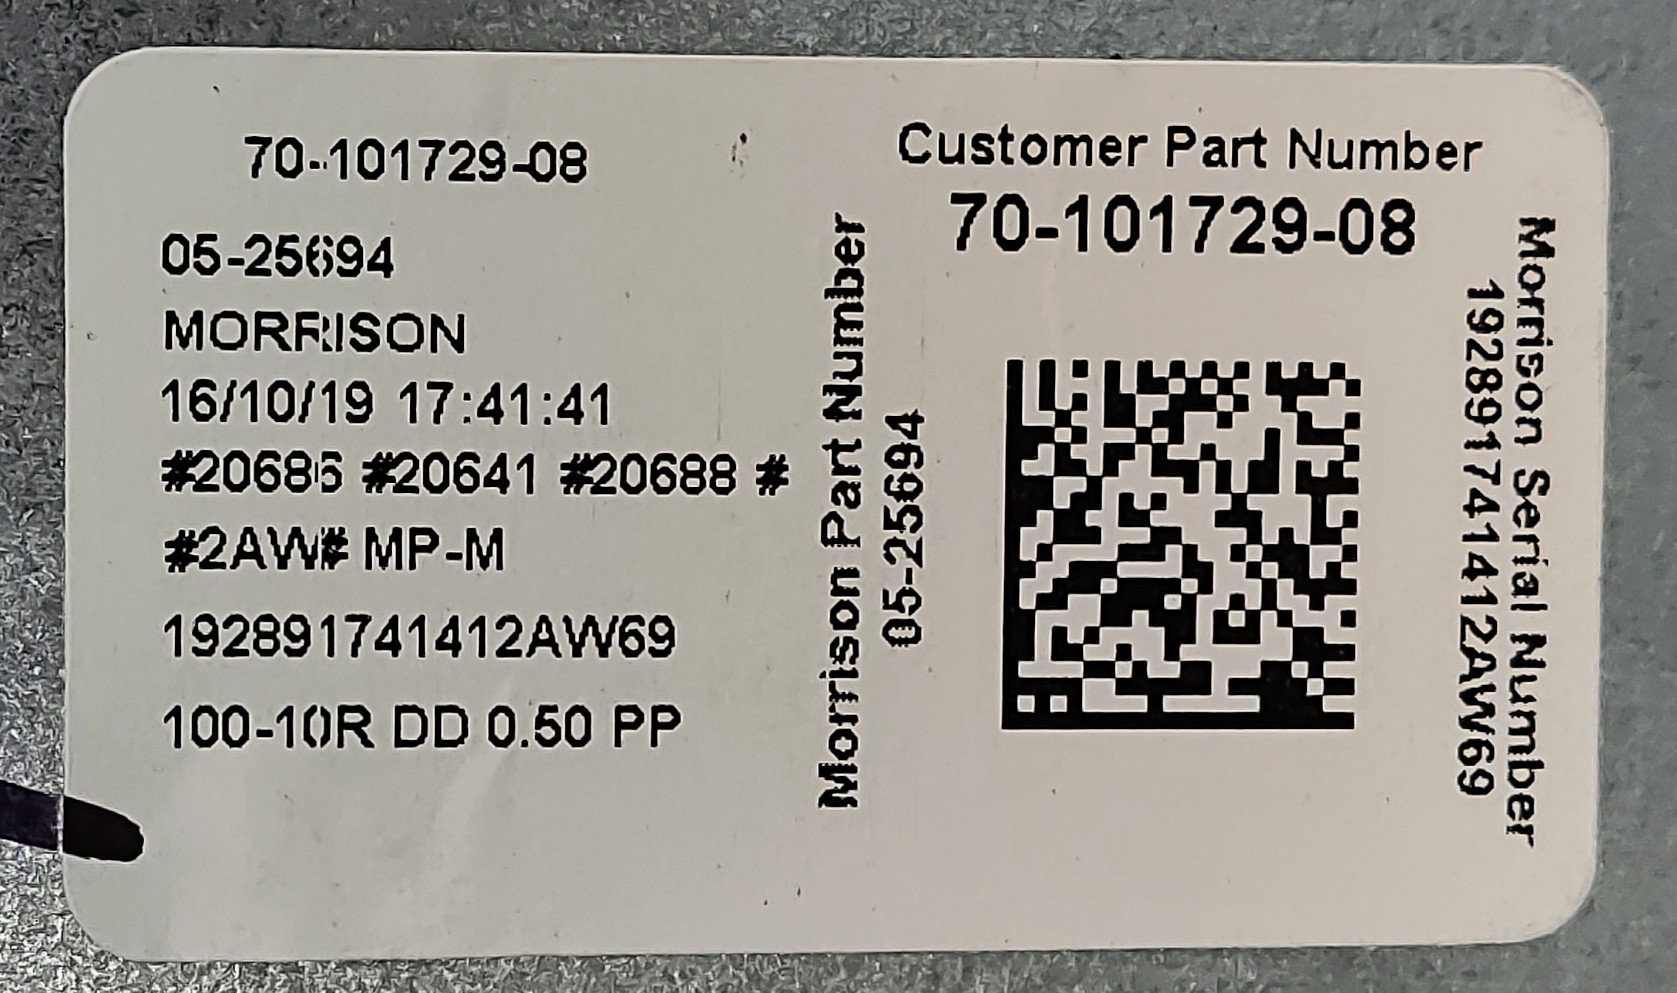 70-101729-08
05-25694
MORRISON
16/10/19 17:41:41
#20686 #20641 #20688 #
#2AW# MP-M
192891741412AW69
100-10R DD 0.50 PP
Morrison Part Number
05-25694
Customer Part Number
70-101729-08
Morrison Serial Number
192891741412AW69